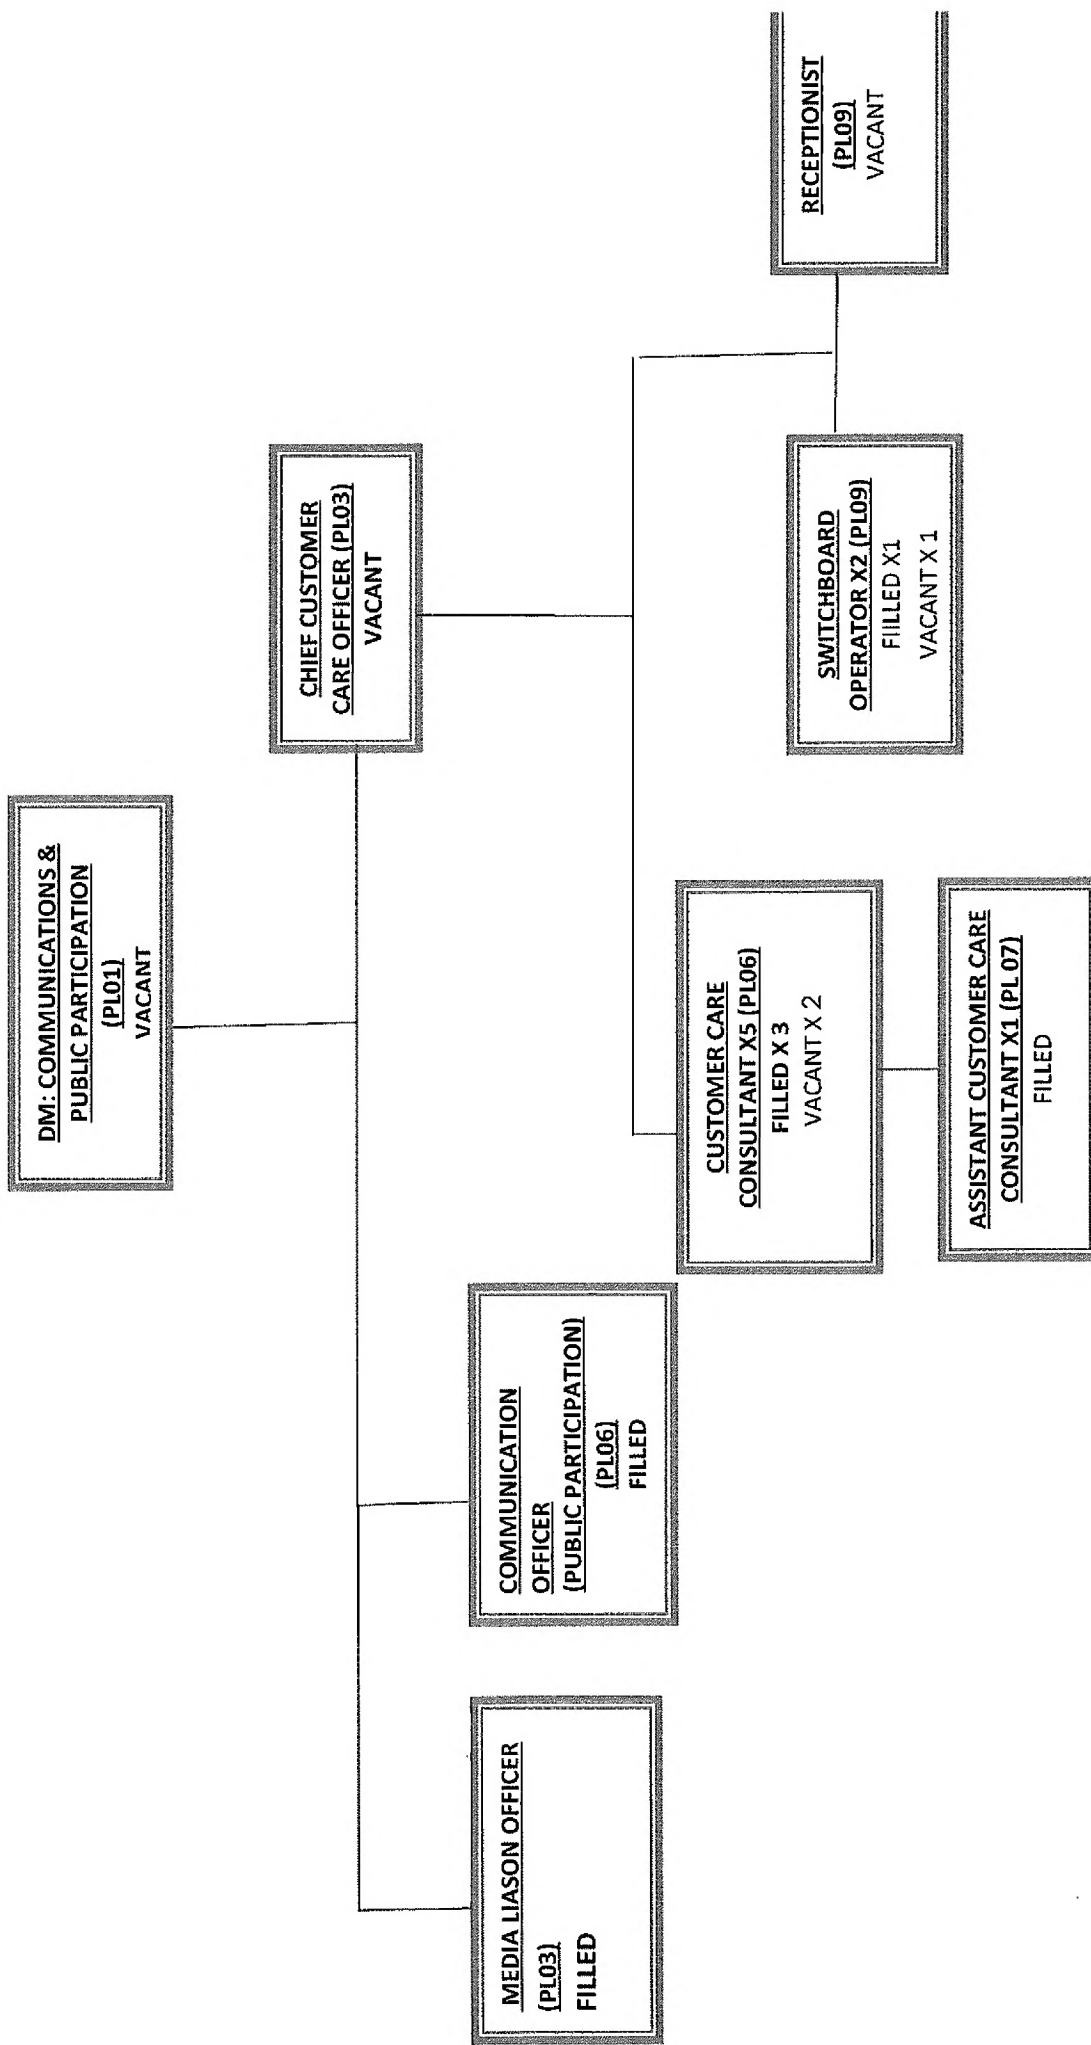 DM: COMMUNICATIONS &
PUBLIC PARTICIPATION
(PL01)
VACANT
CHIEF CUSTOMER
CARE OFFICER (PL03)
VACANT
MEDIA LIASON OFFICER
(PL03)
FILLED
COMMUNICATION
OFFICER
(PUBLIC PARTICIPATION)
(PL06)
FILLED
CUSTOMER CARE
CONSULTANT X5 (PL06)
FILLED X 3
VACANT X 2
ASSISTANT CUSTOMER CARE
CONSULTANT X1 (PL 07)
FILLED
SWITCHBOARD
OPERATOR X2 (PL09)
FIILLED X1
VACANT X 1
RECEPTIONIST
(PL09)
VACANT